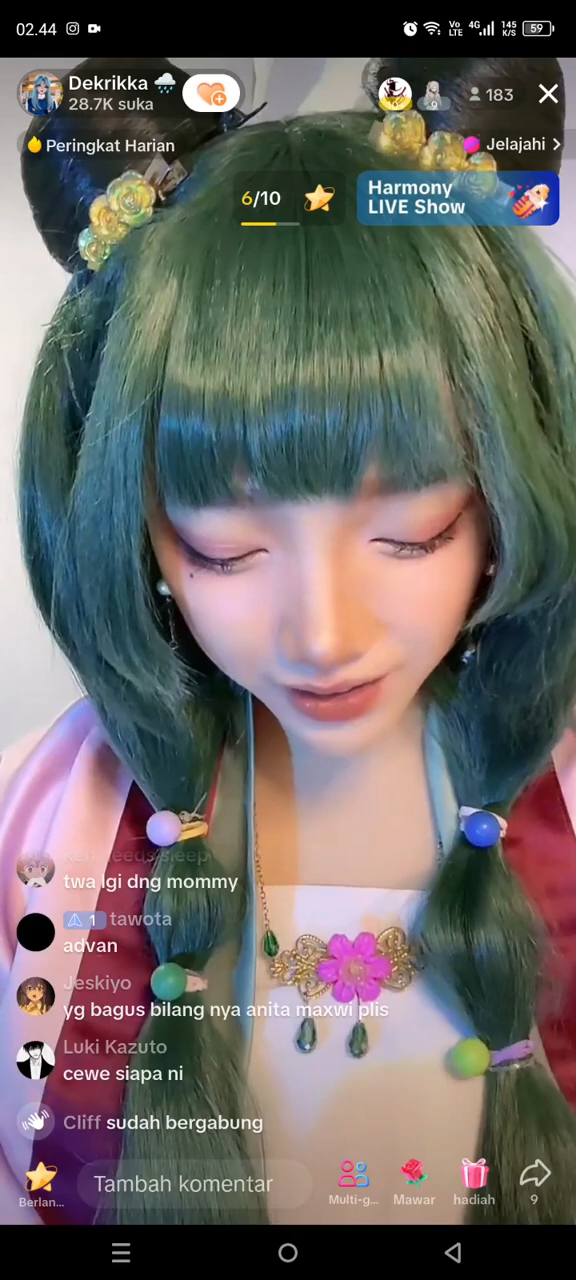 02.44
Vo
LTE
4G
145
K/S
59
Dekrikka
28.7K suka
183
Peringkat Harian
Jelajahi
6/10
Harmony
LIVE Show
twa lgi dng mommy
1 tawota
advan
Jeskiyo
yg bagus bilang nya anita maxwi plis
Luki Kazuto
cewe siapa ni
Cliff sudah bergabung
Berlan...
Tambah komentar
Multi-g...
Mawar
hadiah
9